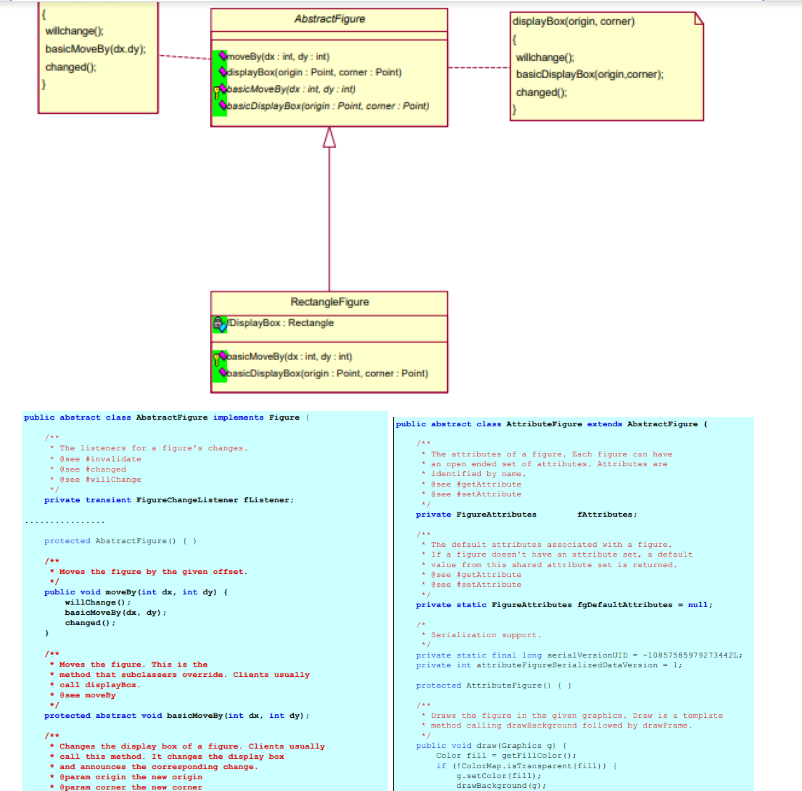 {
willchange();
basicMoveBy(dx.dy);
changed();
}
AbstractFigure
moveBy(dx : int, dy : int)
displayBox(origin : Point, corner : Point)
basicMoveBy(dx : int, dy : int)
basicDisplayBox(origin : Point, corner : Point)
displayBox(origin, corner)
{
willchange();
basicDisplayBox(origin,corner);
changed();
}
RectangleFigure
fDisplayBox : Rectangle
basicMoveBy(dx : int, dy : int)
basicDisplayBox(origin : Point, corner : Point)
public abstract class AbstractFigure implements Figure {
/**
* The listeners for a figure's changes.
* @see #invalidate
* @see #changed
* @see #willChange
*/
private transient FigureChangeListener fListener;
................
protected AbstractFigure() { }
/**
* Moves the figure by the given offset.
*/
public void moveBy(int dx, int dy) {
willChange();
basicMoveBy(dx, dy);
changed();
}
/**
* Moves the figure. This is the
* method that subclassers override. Clients usually
* call displayBox.
* @see moveBy
*/
protected abstract void basicMoveBy(int dx, int dy);
/**
* Changes the display box of a figure. Clients usually
* call this method. It changes the display box
* and announces the corresponding change.
* @param origin the new origin
* @param corner the new corner
public abstract class AttributeFigure extends AbstractFigure {
/**
* The attributes of a figure. Each figure can have
* an open ended set of attributes. Attributes are
* identified by name.
* @see #getAttribute
* @see #setAttribute
*/
private FigureAttributes fAttributes;
/**
* The default attributes associated with a figure.
* If a figure doesn't have an attribute set, a default
* value from this shared attribute set is returned.
* @see #getAttribute
* @see #setAttribute
*/
private static FigureAttributes fgDefaultAttributes = null;
/*
* Serialization support.
*/
private static final long serialVersionUID = -10857585979273442L;
private int attributeFigureSerializedDataVersion = 1;
protected AttributeFigure() { }
/**
* Draws the figure in the given graphics. Draw is a template
* method calling drawBackground followed by drawFrame.
*/
public void draw(Graphics g) {
Color fill = getFillColor();
if (!ColorMap.isTransparent(fill)) {
g.setColor(fill);
drawBackground(g);